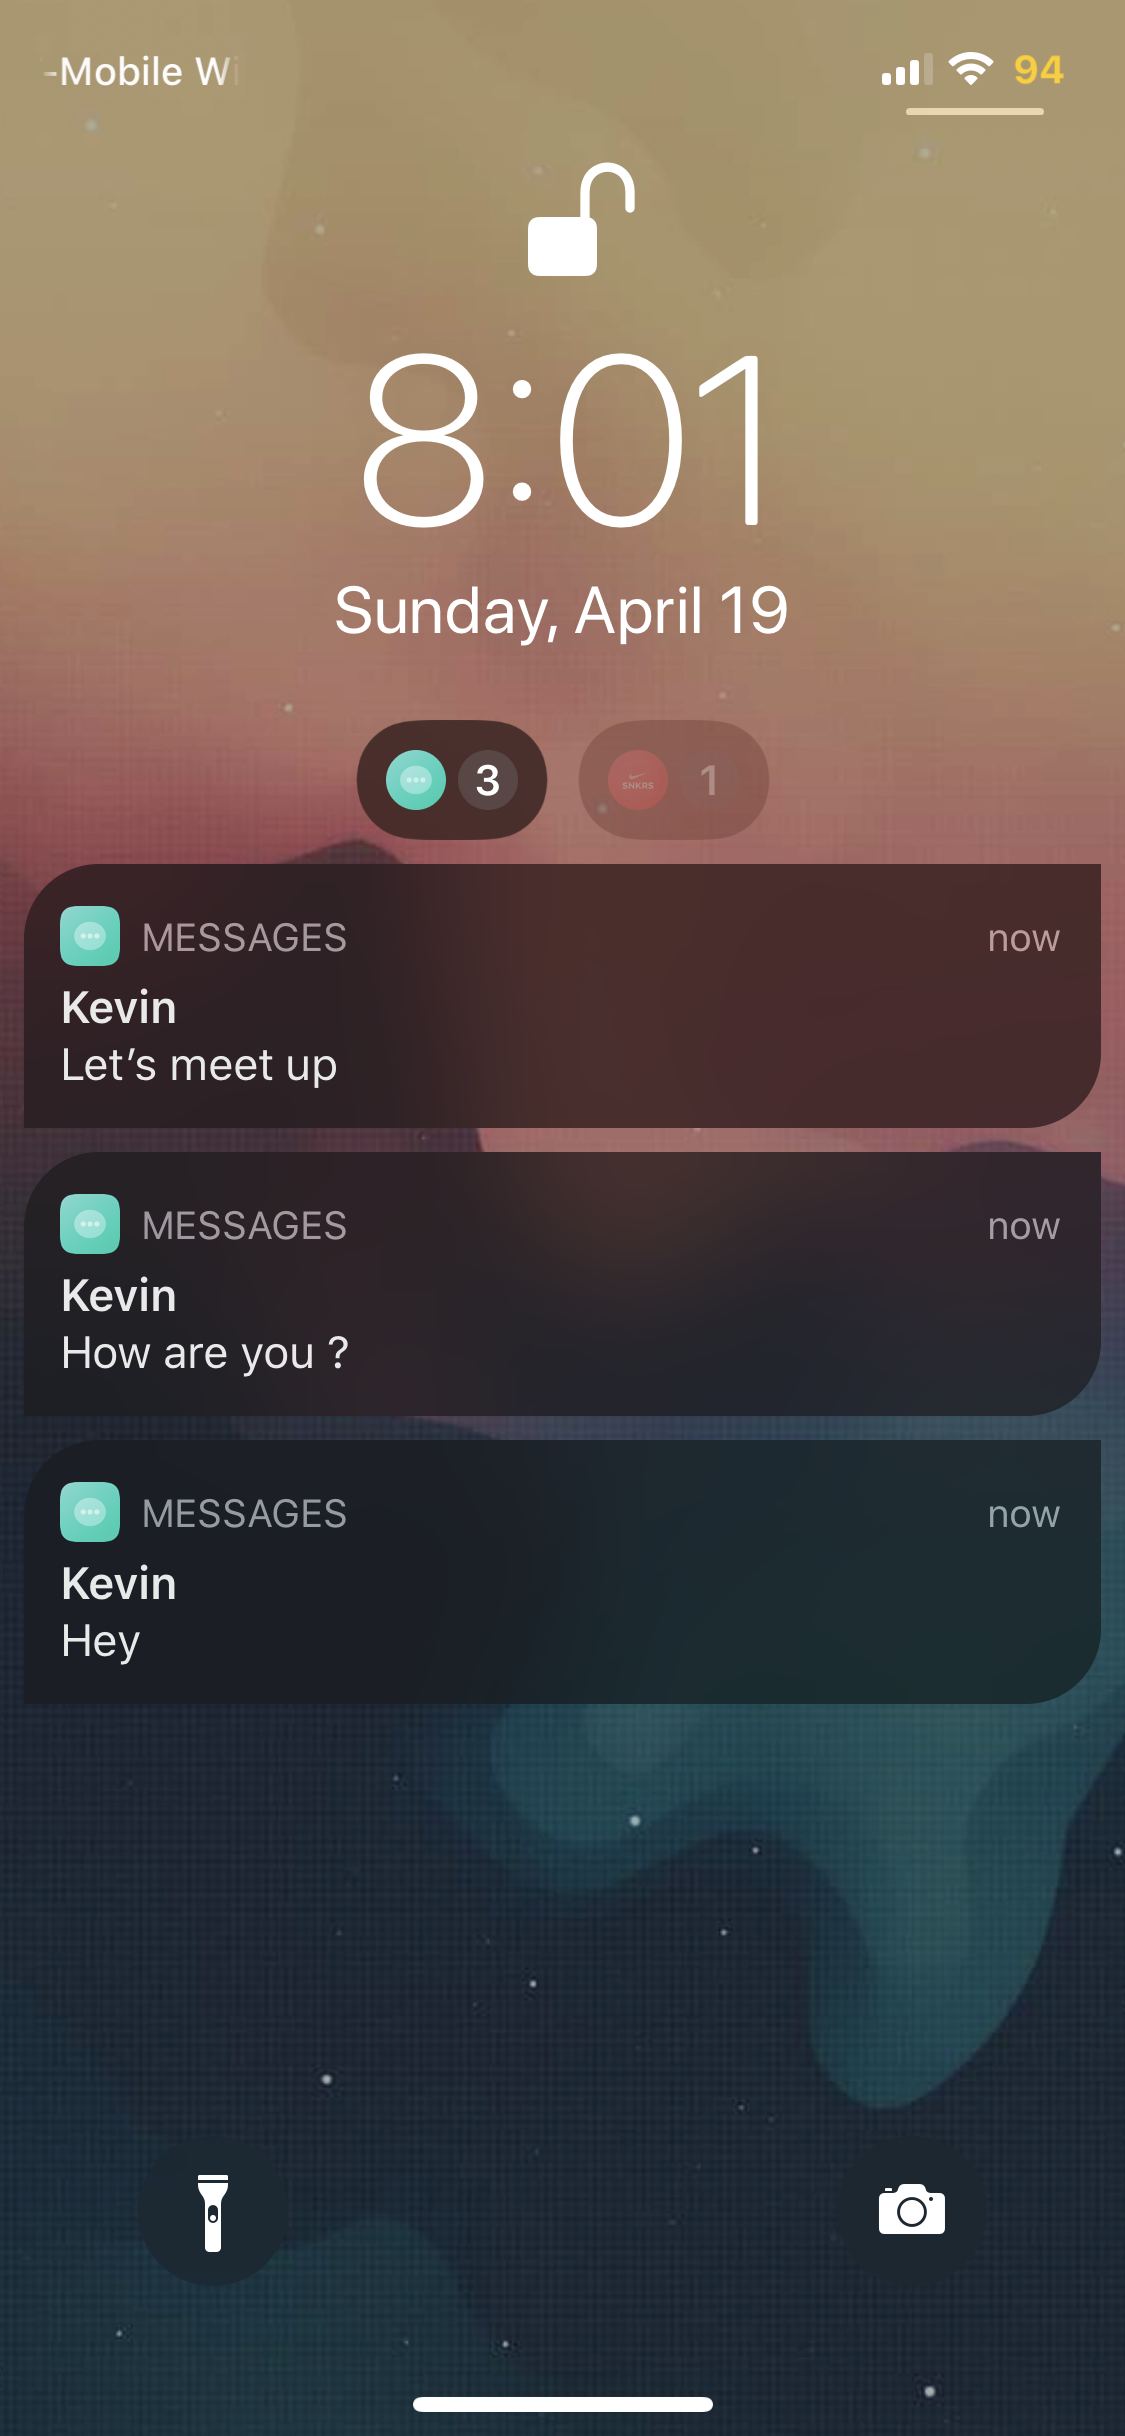 -Mobile Wi
94
8:01
Sunday, April 19
3
SNKRS
1
MESSAGES
now
Kevin
Let’s meet up
MESSAGES
now
Kevin
How are you ?
MESSAGES
now
Kevin
Hey